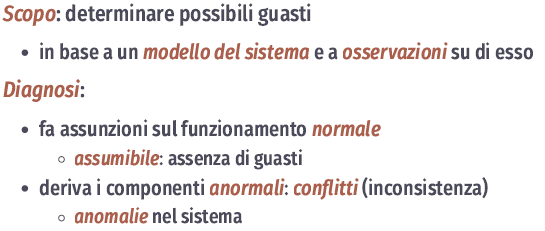 Scopo: determinare possibili guasti
• in base a un modello del sistema e a osservazioni su di esso
Diagnosi:
• fa assunzioni sul funzionamento normale
◦ assumibile: assenza di guasti
• deriva i componenti anormali: conflitti (inconsistenza)
◦ anomalie nel sistema